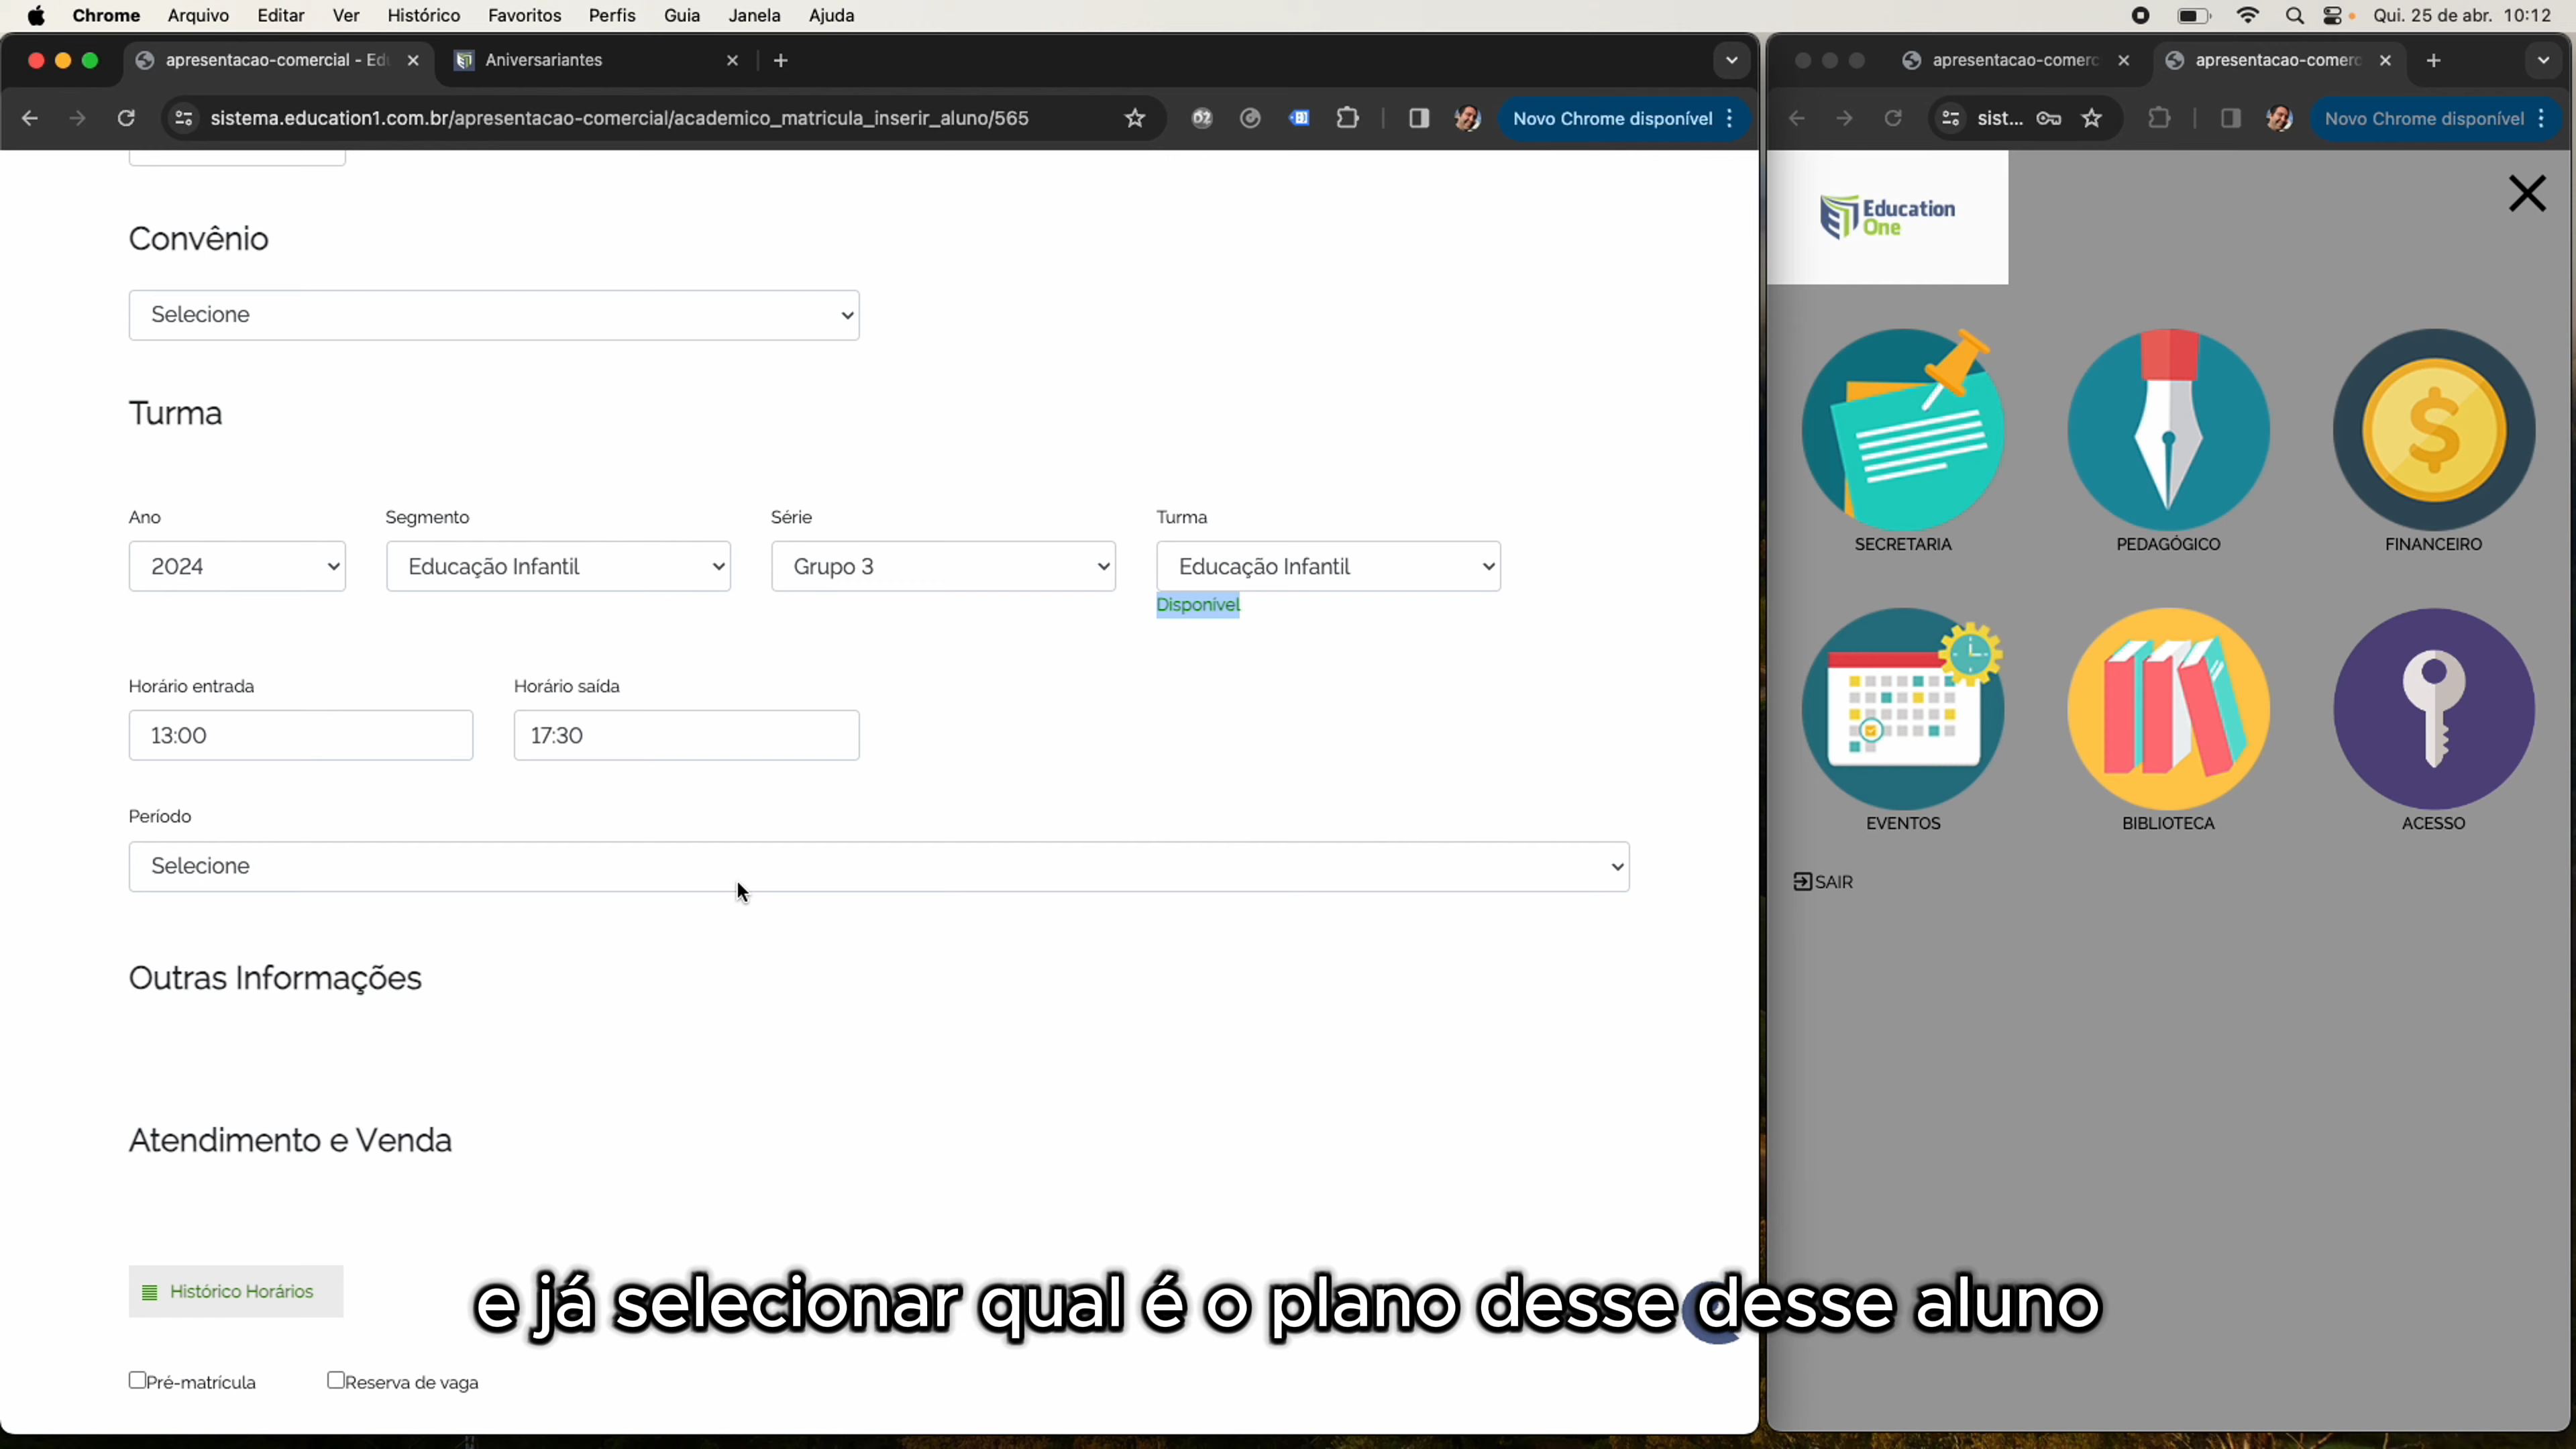 Chrome Arquivo Editar Ver Histórico Favoritos Perfis Guia Janela Ajuda
Qui. 25 de abr. 10:12
apresentacao-comercial - Ed
Aniversariantes
sistema.education1.com.br/apresentacao-comercial/academico_matricula_inserir_aluno/565
Novo Chrome disponível
apresentacao-comerc
apresentacao-comerc
sist...
Novo Chrome disponível
Convênio
Selecione
Turma
Ano Segmento Série Turma
2024 Educação Infantil Grupo 3 Educação Infantil
Disponível
Horário entrada Horário saída
13:00 17:30
Período
Selecione
Outras Informações
Atendimento e Venda
Histórico Horários
Pré-matrícula Reserva de vaga
Education
One
SECRETARIA PEDAGÓGICO FINANCEIRO
EVENTOS BIBLIOTECA ACESSO
SAIR
e já selecionar qual é o plano desse desse aluno